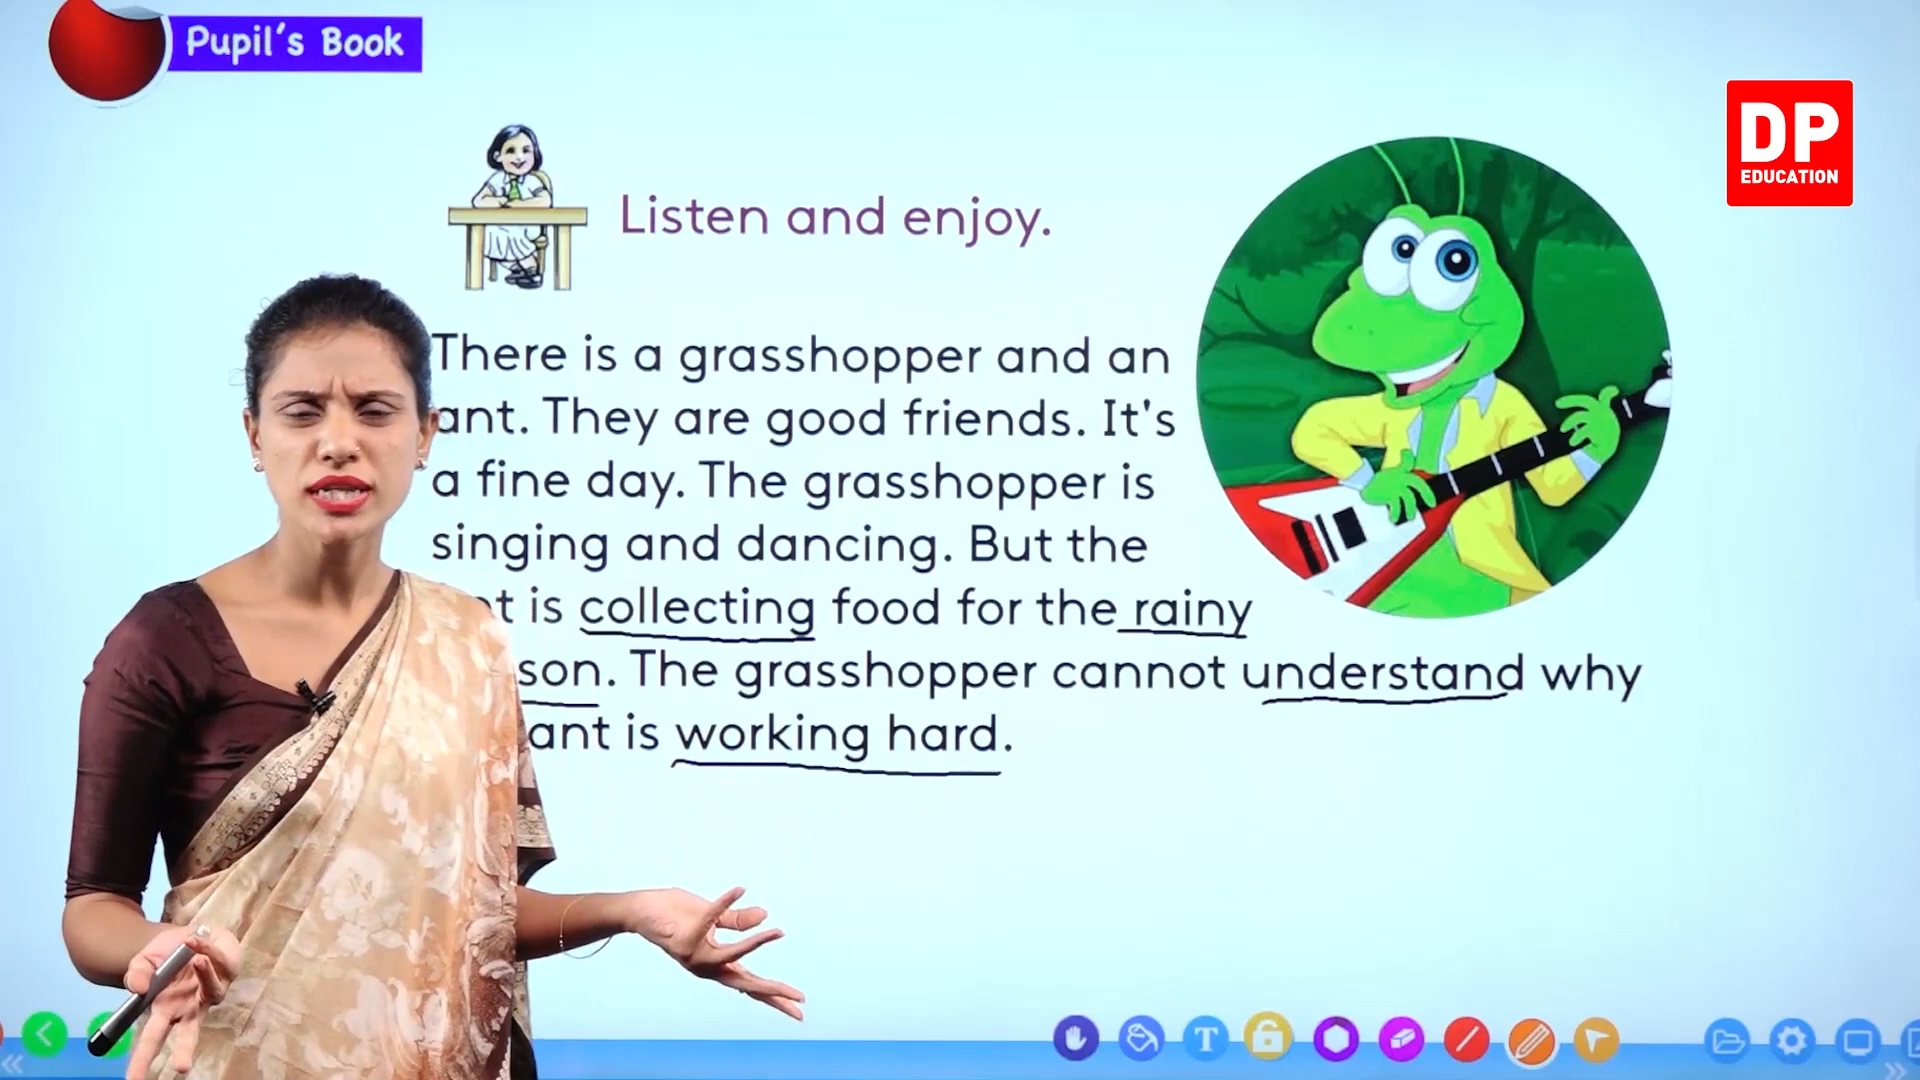 Pupil's Book
DP
EDUCATION
Listen and enjoy.
There is a grasshopper and an
ant. They are good friends. It's
a fine day. The grasshopper is
singing and dancing. But the
is collecting food for the rainy
son. The grasshopper cannot understand why
ant is working hard.
T